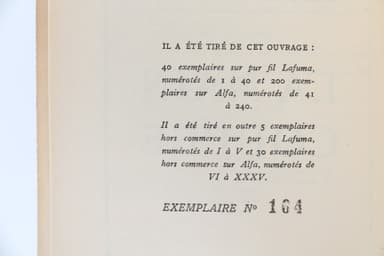 IL A ÉTÉ TIRÉ DE CET OUVRAGE :
40 exemplaires sur pur fil Lafuma,
numérotés de 1 à 40 et 200 exem-
plaires sur Alfa, numérotés de 41
à 240.
Il a été tiré en outre 5 exemplaires
hors commerce sur pur fil Lafuma,
numérotés de I à V et 30 exemplaires
hors commerce sur Alfa, numérotés de
VI à XXXV.
EXEMPLAIRE No 164